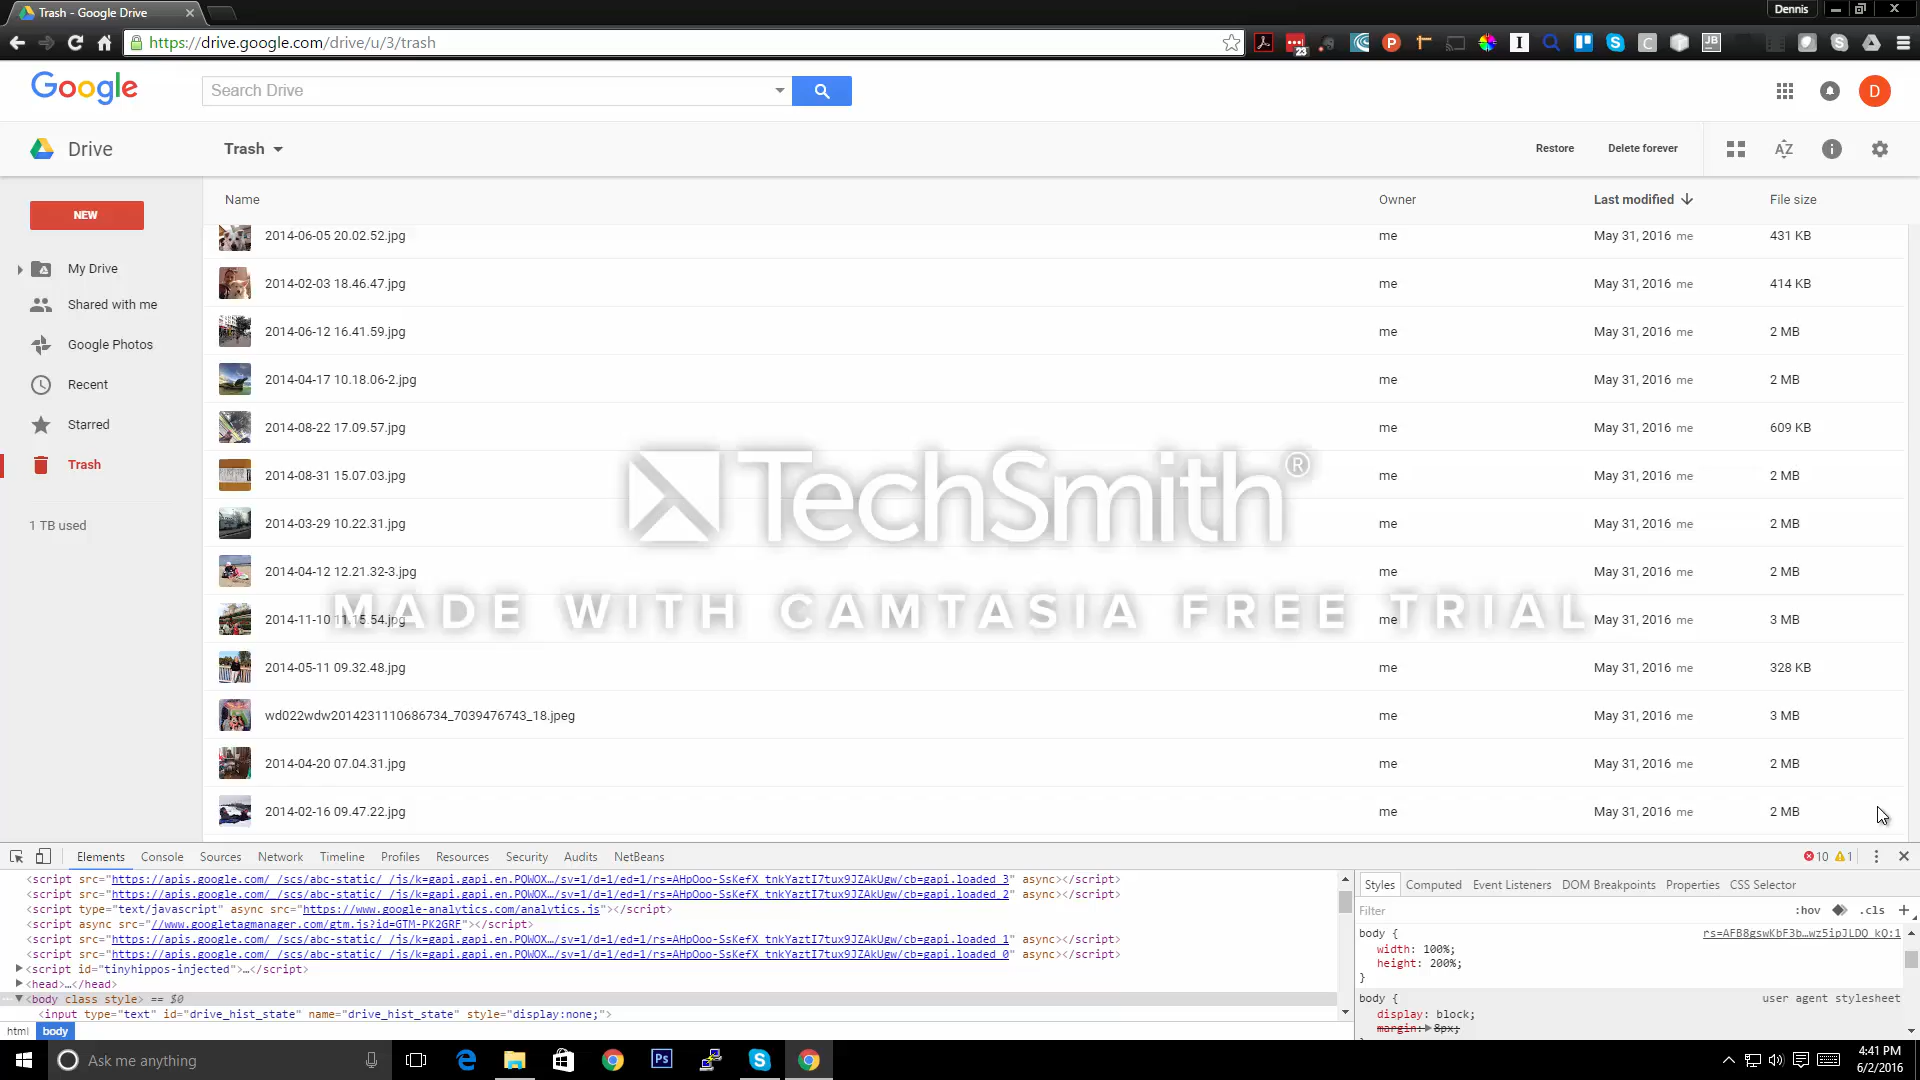 Trash - Google Drive
Dennis
https://drive.google.com/drive/u/3/trash
23
JB
Google
Search Drive
D
Drive
Trash
Restore
Delete forever
AZ
NEW
My Drive
Shared with me
Google Photos
Recent
Starred
Trash
1 TB used
Name Owner Last modified File size
2014-06-05 20.02.52.jpg me May 31, 2016 me 431 KB
2014-02-03 18.46.47.jpg me May 31, 2016 me 414 KB
2014-06-12 16.41.59.jpg me May 31, 2016 me 2 MB
2014-04-17 10.18.06-2.jpg me May 31, 2016 me 2 MB
2014-08-22 17.09.57.jpg me May 31, 2016 me 609 KB
2014-08-31 15.07.03.jpg me May 31, 2016 me 2 MB
2014-03-29 10.22.31.jpg me May 31, 2016 me 2 MB
2014-04-12 12.21.32-3.jpg me May 31, 2016 me 2 MB
2014-11-10 11.15.54.jpg me May 31, 2016 me 3 MB
2014-05-11 09.32.48.jpg me May 31, 2016 me 328 KB
wd022wdw2014231110686734_7039476743_18.jpeg me May 31, 2016 me 3 MB
2014-04-20 07.04.31.jpg me May 31, 2016 me 2 MB
2014-02-16 09.47.22.jpg me May 31, 2016 me 2 MB
TechSmith®
MADE WITH CAMTASIA FREE TRIAL
Elements Console Sources Network Timeline Profiles Resources Security Audits NetBeans
10 1
<script type="text/javascript" async src="https://www.google-analytics.com/analytics.js"></script>
<script async src="//www.googletagmanager.com/gtm.js?id=GTM-PK2GRF"></script>
<script id="tinyhippos-injected">…</script>
<head>…</head>
<body class style> == $0
<input type="text" id="drive_hist_state" name="drive_hist_state" style="display:none;">
html body
Styles Computed Event Listeners DOM Breakpoints Properties CSS Selector
Filter :hov .cls +
body {
width: 100%;
height: 200%;
}
body { user agent stylesheet
display: block;
margin: 8px;
Ask me anything
Ps
4:41 PM
6/2/2016